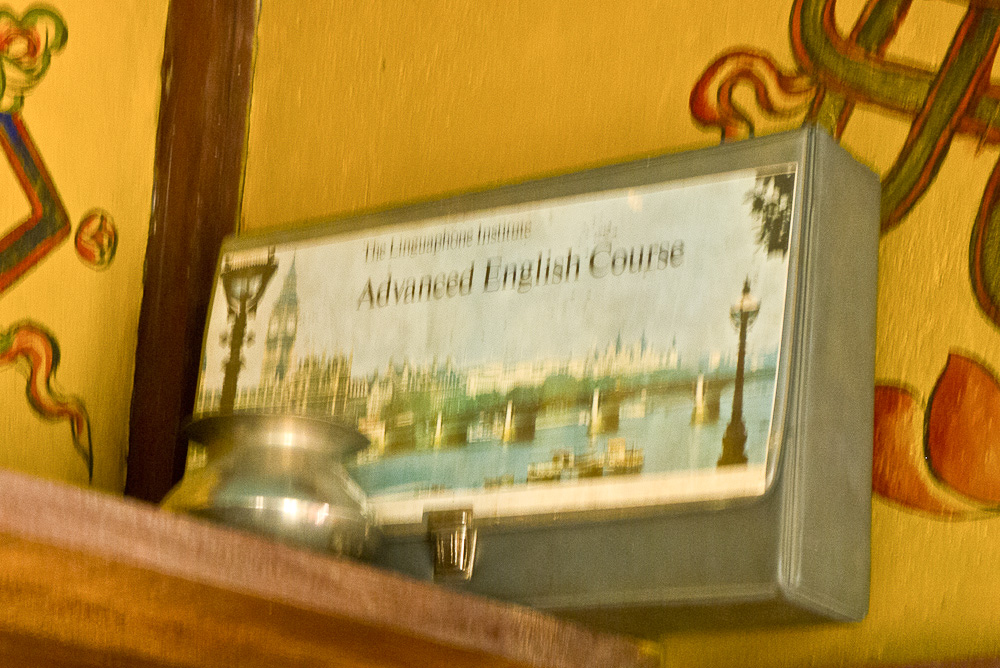 The Linguaphone Institute
Advanced English Course